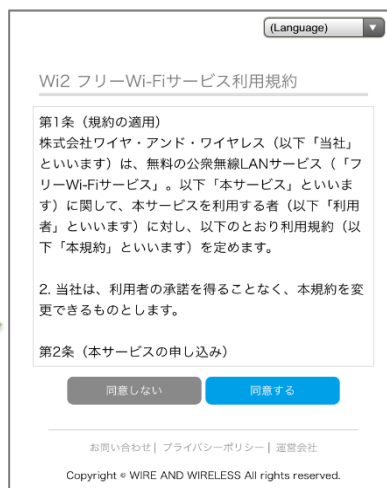 (Language)
Wi2 フリーWi-Fiサービス利用規約
第1条（規約の適用）
株式会社ワイヤ・アンド・ワイヤレス（以下「当社」
といいます）は、無料の公衆無線LANサービス（「フ
リーWi-Fiサービス」。以下「本サービス」といいま
す）に関して、本サービスを利用する者（以下「利用
者」といいます）に対し、以下のとおり利用規約（以
下「本規約」といいます）を定めます。
2. 当社は、利用者の承諾を得ることなく、本規約を変
更できるものとします。
第2条（本サービスの申し込み）
同意しない 同意する
お問い合わせ| プライバシーポリシー| 運営会社
Copyright © WIRE AND WIRELESS All rights reserved.